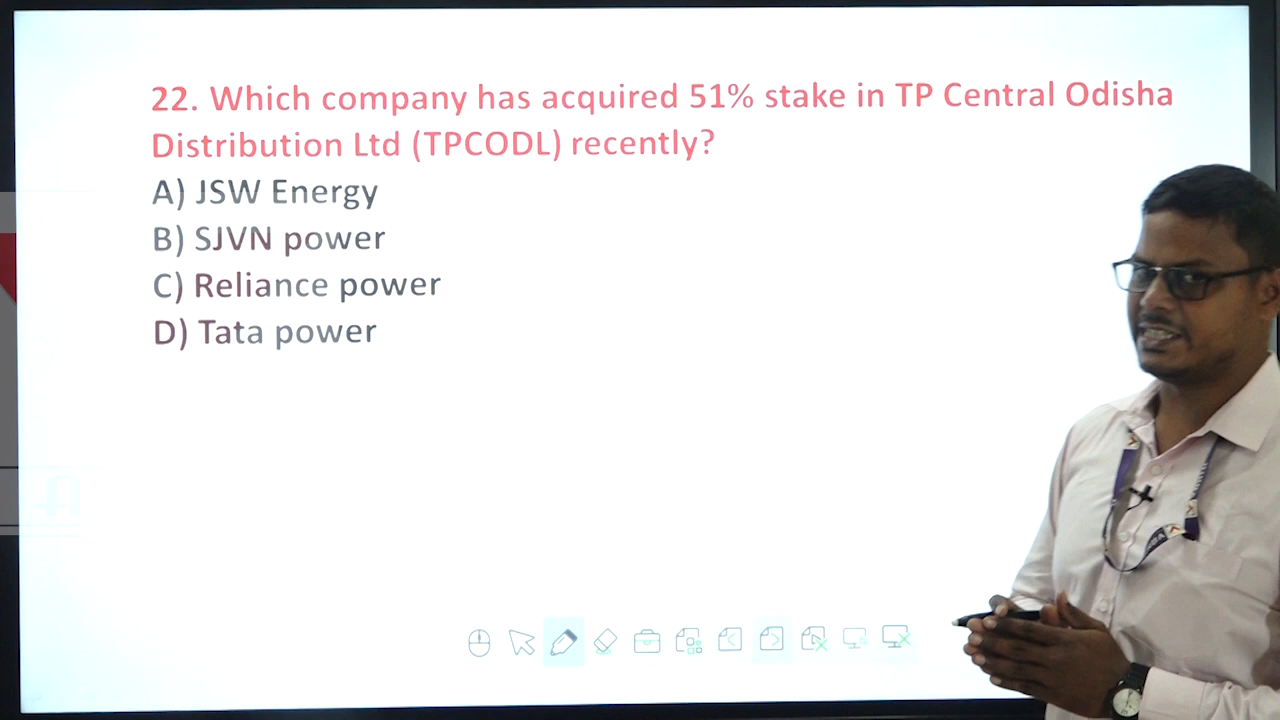 22. Which company has acquired 51% stake in TP Central Odisha
Distribution Ltd (TPCODL) recently?
A) JSW Energy
B) SJVN power
C) Reliance power
D) Tata power